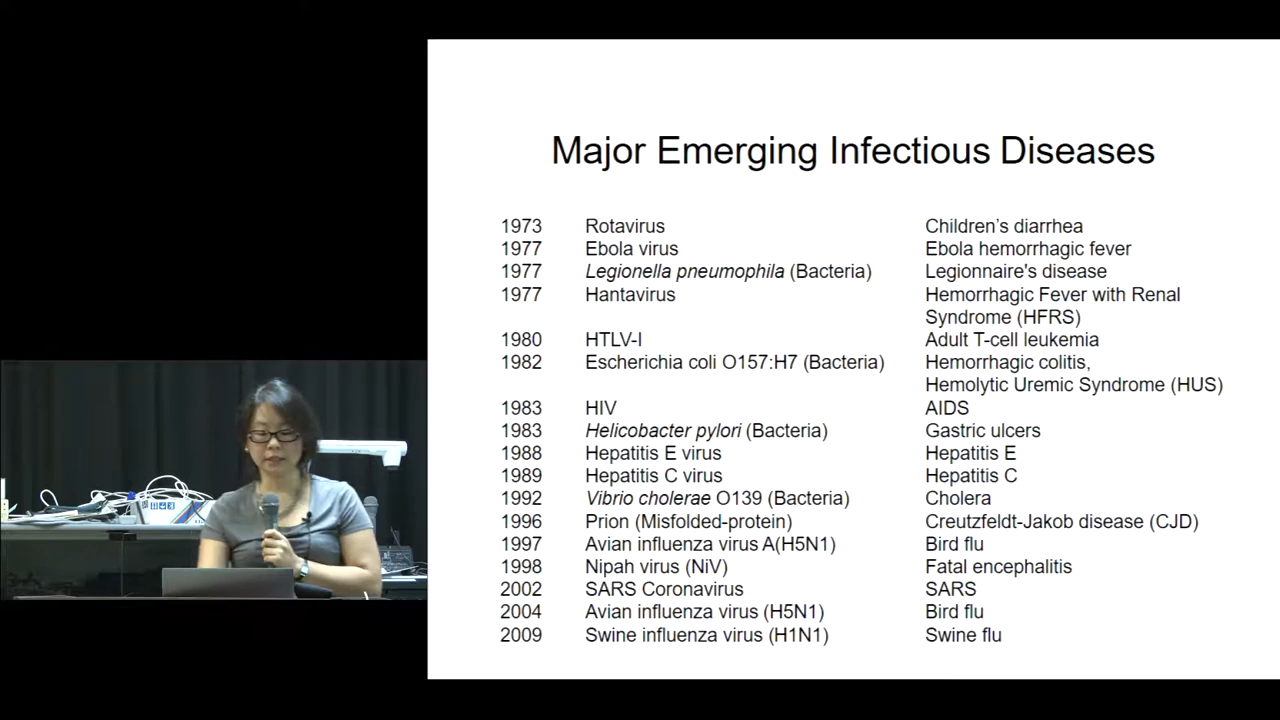 Major Emerging Infectious Diseases
1973 Rotavirus Children’s diarrhea
1977 Ebola virus Ebola hemorrhagic fever
1977 Legionella pneumophila (Bacteria) Legionnaire's disease
1977 Hantavirus Hemorrhagic Fever with Renal
Syndrome (HFRS)
1980 HTLV-I Adult T-cell leukemia
1982 Escherichia coli O157:H7 (Bacteria) Hemorrhagic colitis,
Hemolytic Uremic Syndrome (HUS)
1983 HIV AIDS
1983 Helicobacter pylori (Bacteria) Gastric ulcers
1988 Hepatitis E virus Hepatitis E
1989 Hepatitis C virus Hepatitis C
1992 Vibrio cholerae O139 (Bacteria) Cholera
1996 Prion (Misfolded-protein) Creutzfeldt-Jakob disease (CJD)
1997 Avian influenza virus A(H5N1) Bird flu
1998 Nipah virus (NiV) Fatal encephalitis
2002 SARS Coronavirus SARS
2004 Avian influenza virus (H5N1) Bird flu
2009 Swine influenza virus (H1N1) Swine flu